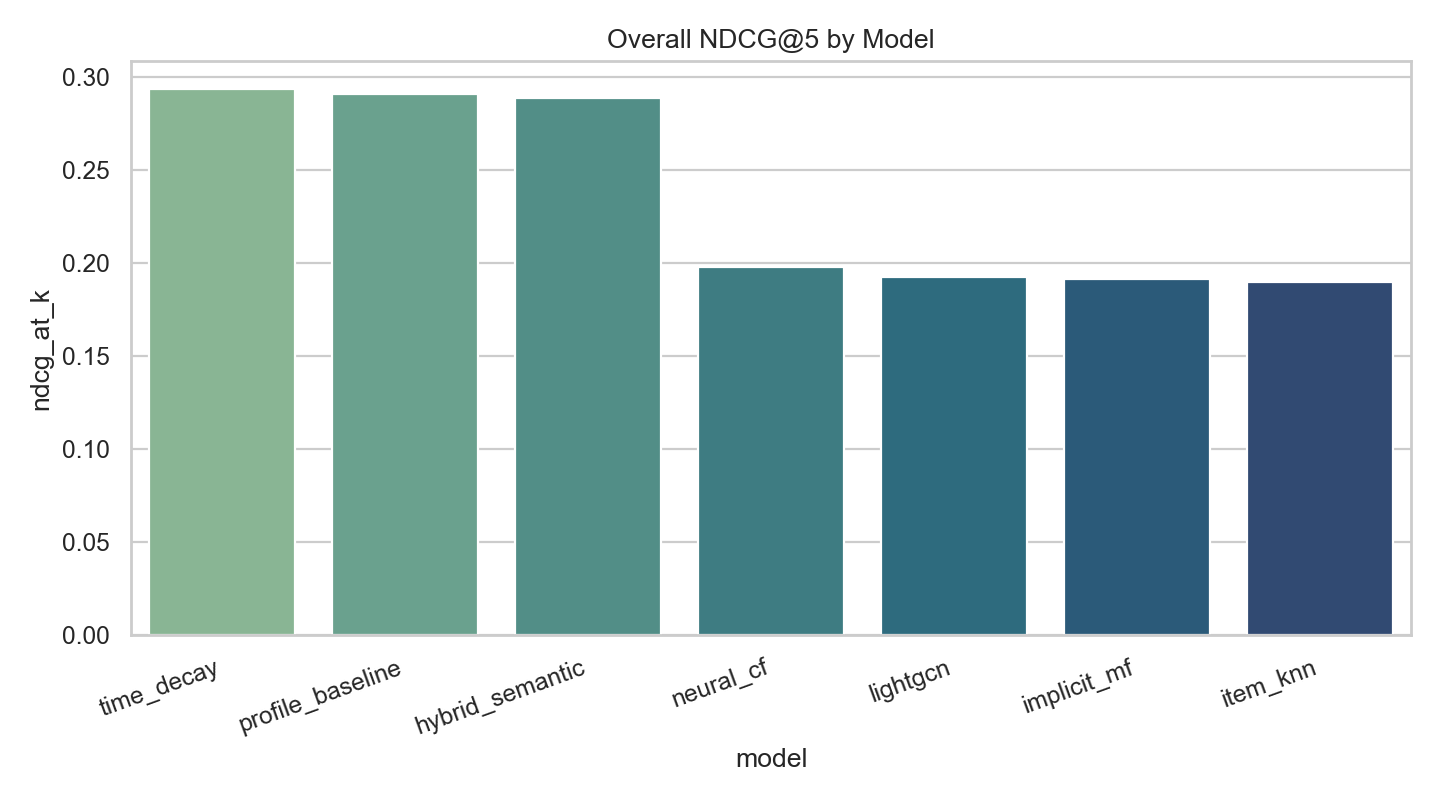 Overall NDCG@5 by Model
ndcg_at_k
0.30
0.25
0.20
0.15
0.10
0.05
0.00
time_decay
profile_baseline
hybrid_semantic
neural_cf
lightgcn
implicit_mf
item_knn
model